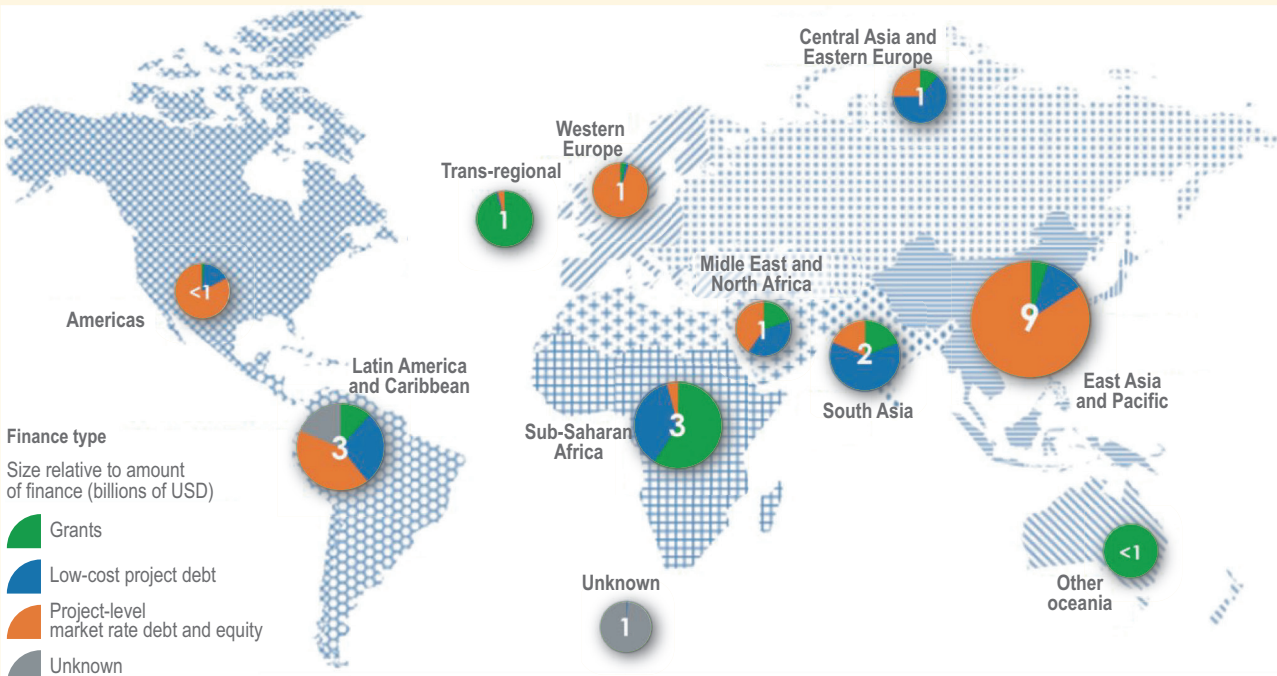 Central Asia and
Eastern Europe
1
Western
Europe
1
Trans-regional
1
Middle East and
North Africa
1
Americas
<1
East Asia
and Pacific
9
South Asia
2
Latin America
and Caribbean
3
Sub-Saharan
Africa
3
Other
oceania
<1
Unknown
1
Finance type
Size relative to amount
of finance (billions of USD)
Grants
Low-cost project debt
Project-level
market rate debt and equity
Unknown